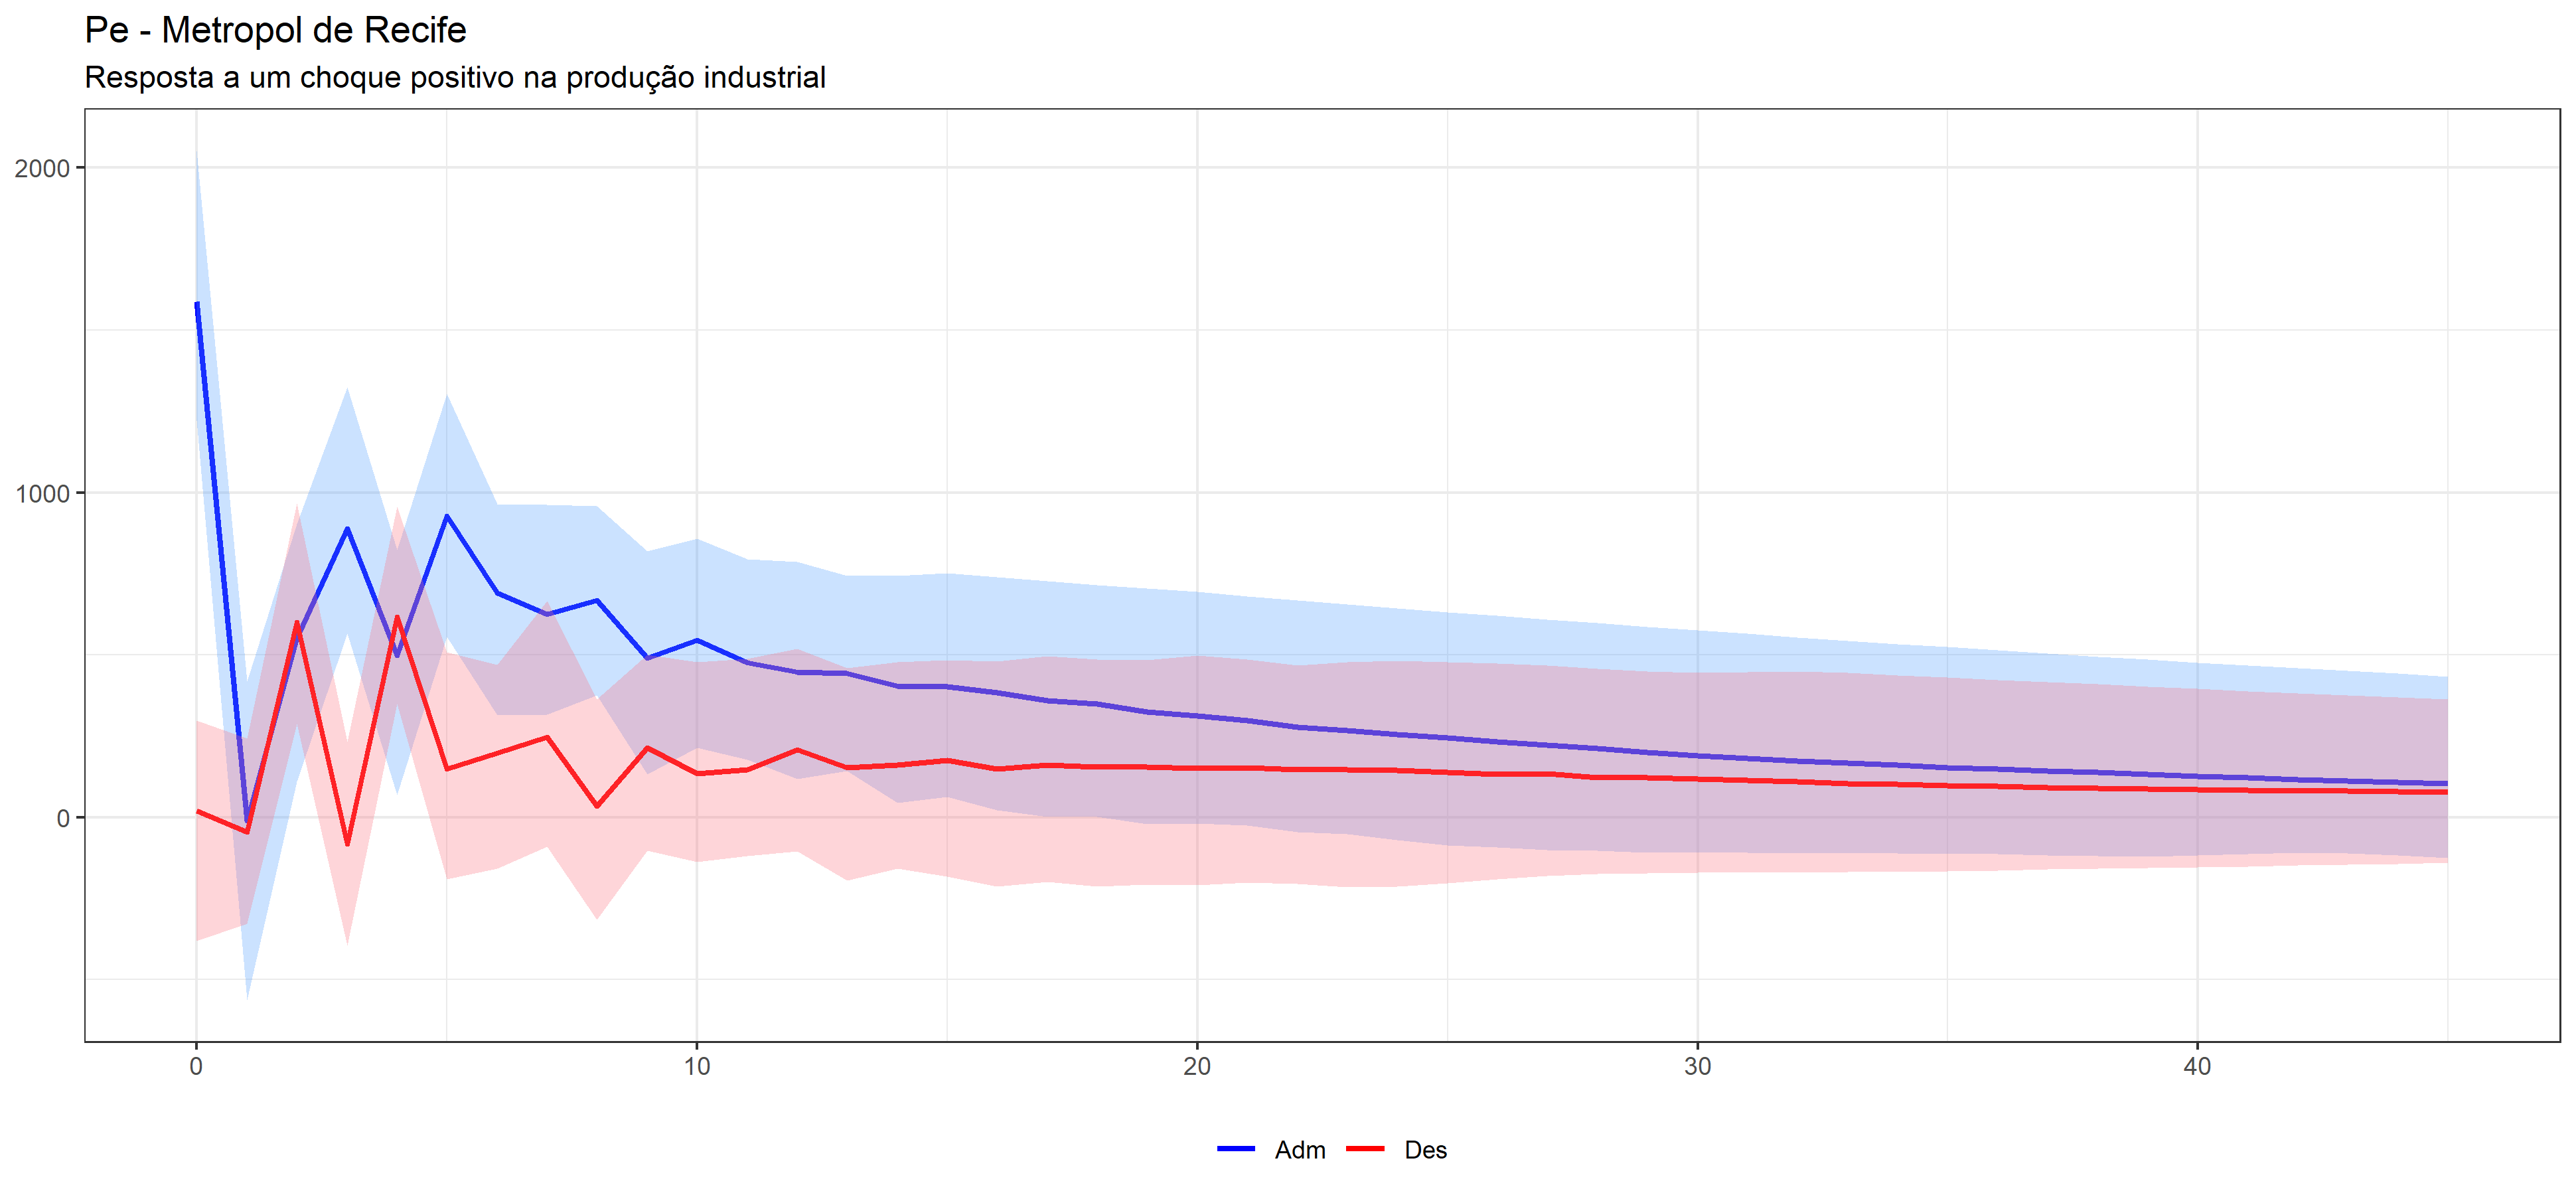 Pe - Metropol de Recife
Resposta a um choque positivo na produção industrial
2000
1000
0
0 10 20 30 40
Adm Des